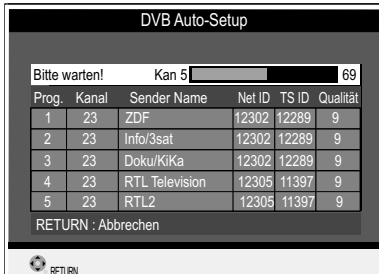 DVB Auto-Setup
Bitte warten! Kan 5 69
Prog. Kanal Sender Name Net ID TS ID Qualität
1 23 ZDF 12302 12289 9
2 23 Info/3sat 12302 12289 9
3 23 Doku/KiKa 12302 12289 9
4 23 RTL Television 12305 11397 9
5 23 RTL2 12305 11397 9
RETURN : Abbrechen
RETURN